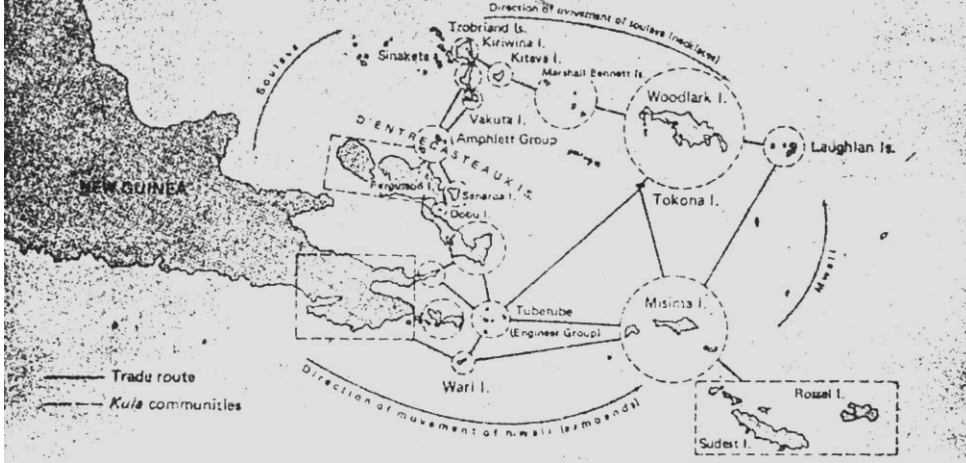 Direction of movement of soulava (necklaces)
Soulava
Trobriand Is.
Kiriwina I.
Sinaketa
Kitava I.
Marshall Bennett Is.
Woodlark I.
Vakuta I.
Amphlett Group
Laughlan Is.
D'ENTRECASTEAUX IS
NEW GUINEA
Fergusson I.
Sanaroa I.
Dobu I.
Tokona I.
Mwali
Misima I.
Tubetube
(Engineer Group)
Wari I.
Trade route
Kula communities
Direction of movement of mwali (armbands)
Rossel I.
Sudest I.